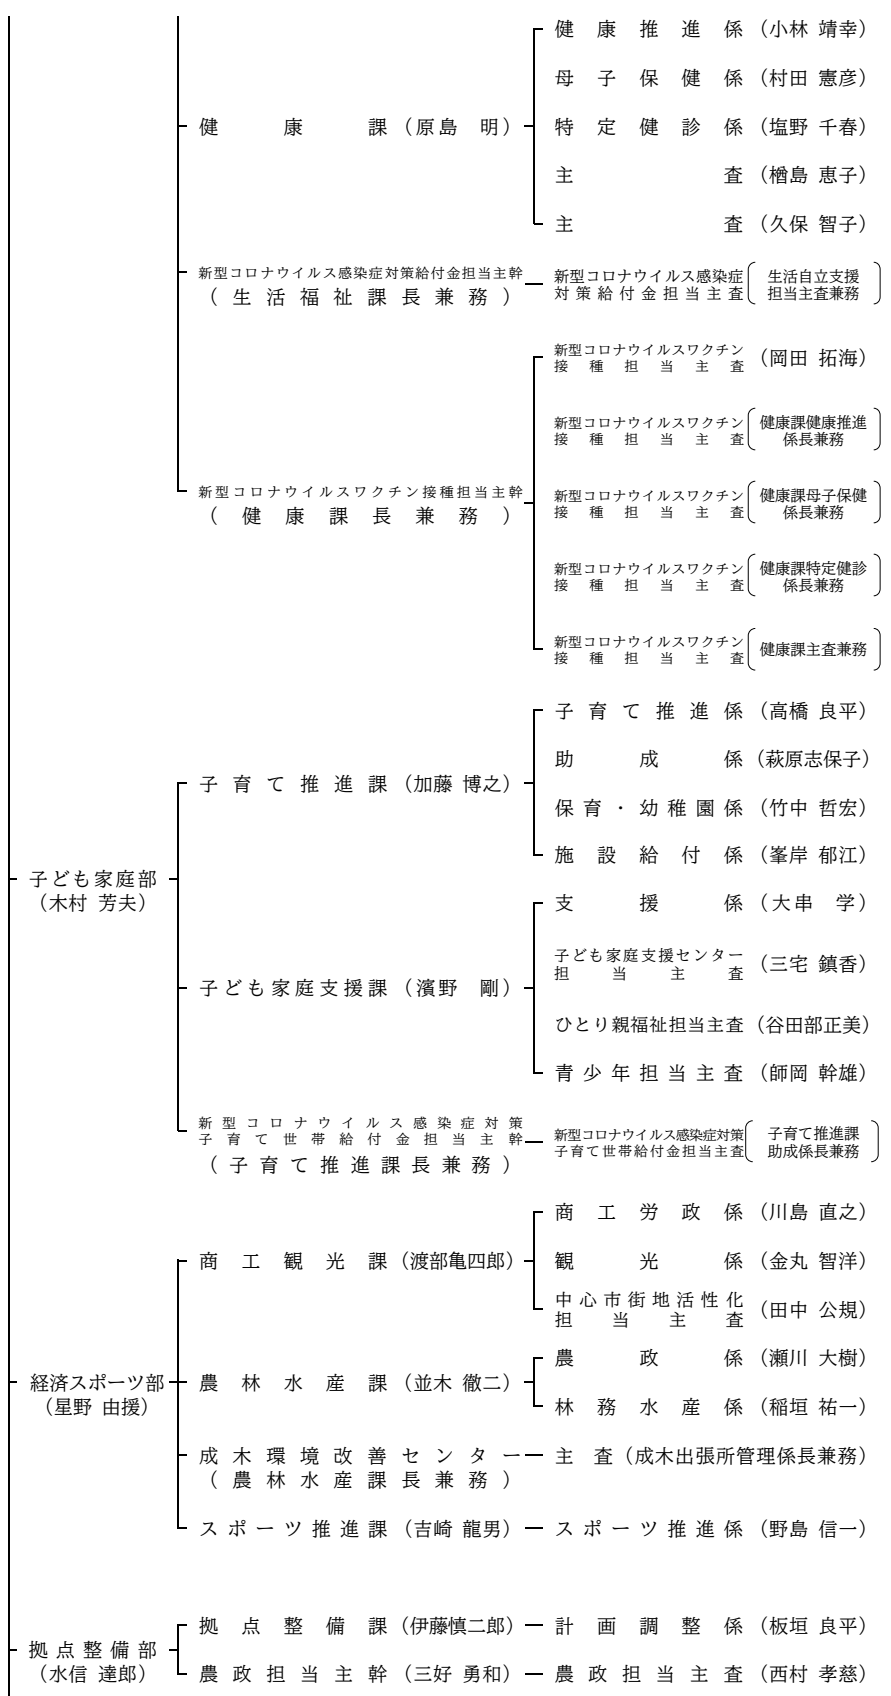 健康推進係（小林 靖幸）
母子保健係（村田 憲彦）
健康課（原島 明）
特定健診係（塩野 千春）
主査（楢島 恵子）
主査（久保 智子）
新型コロナウイルス感染症対策給付金担当主幹
（生活福祉課長兼務）
新型コロナウイルス感染症
対策給付金担当主査
生活自立支援
担当主査兼務
新型コロナウイルスワクチン
接種担当主査
（岡田 拓海）
新型コロナウイルスワクチン
接種担当主査
健康課健康推進
係長兼務
新型コロナウイルスワクチン接種担当主幹
（健康課長兼務）
新型コロナウイルスワクチン
接種担当主査
健康課母子保健
係長兼務
新型コロナウイルスワクチン
接種担当主査
健康課特定健診
係長兼務
新型コロナウイルスワクチン
接種担当主査
健康課主査兼務
子ども家庭部
（木村 芳夫）
子育て推進課（加藤 博之）
子育て推進係（高橋 良平）
助成係（萩原志保子）
保育・幼稚園係（竹中 哲宏）
施設給付係（峯岸 郁江）
子ども家庭支援課（濱野 剛）
支援係（大串 学）
子ども家庭支援センター
担当主査
（三宅 鎮香）
ひとり親福祉担当主査（谷田部正美）
青少年担当主査（師岡 幹雄）
新型コロナウイルス感染症対策
子育て世帯給付金担当主幹
（子育て推進課長兼務）
新型コロナウイルス感染症対策
子育て世帯給付金担当主査
子育て推進課
助成係長兼務
経済スポーツ部
（星野 由援）
商工観光課（渡部亀四郎）
商工労政係（川島 直之）
観光係（金丸 智洋）
中心市街地活性化
担当主査
（田中 公規）
農林水産課（並木 徹二）
農政係（瀬川 大樹）
林務水産係（稲垣 祐一）
成木環境改善センター
（農林水産課長兼務）
主査（成木出張所管理係長兼務）
スポーツ推進課（吉崎 龍男）
スポーツ推進係（野島 信一）
拠点整備部
（水信 達郎）
拠点整備課（伊藤慎二郎）
計画調整係（板垣 良平）
農政担当主幹（三好 勇和）
農政担当主査（西村 孝慈）